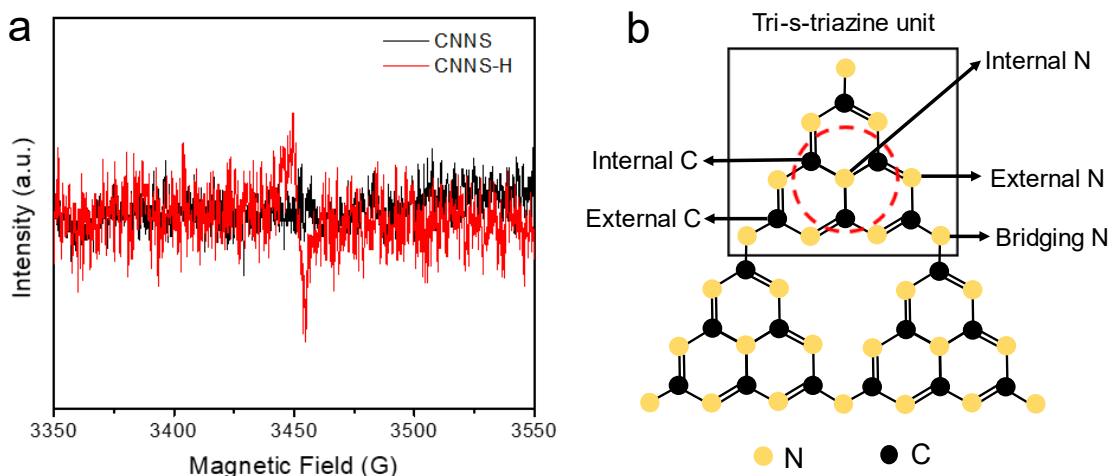 a
CNNS
CNNS-H
Intensity (a.u.)
3350
3400
3450
3500
3550
Magnetic Field (G)
b
Tri-s-triazine unit
Internal N
Internal C
External N
External C
Bridging N
N
C